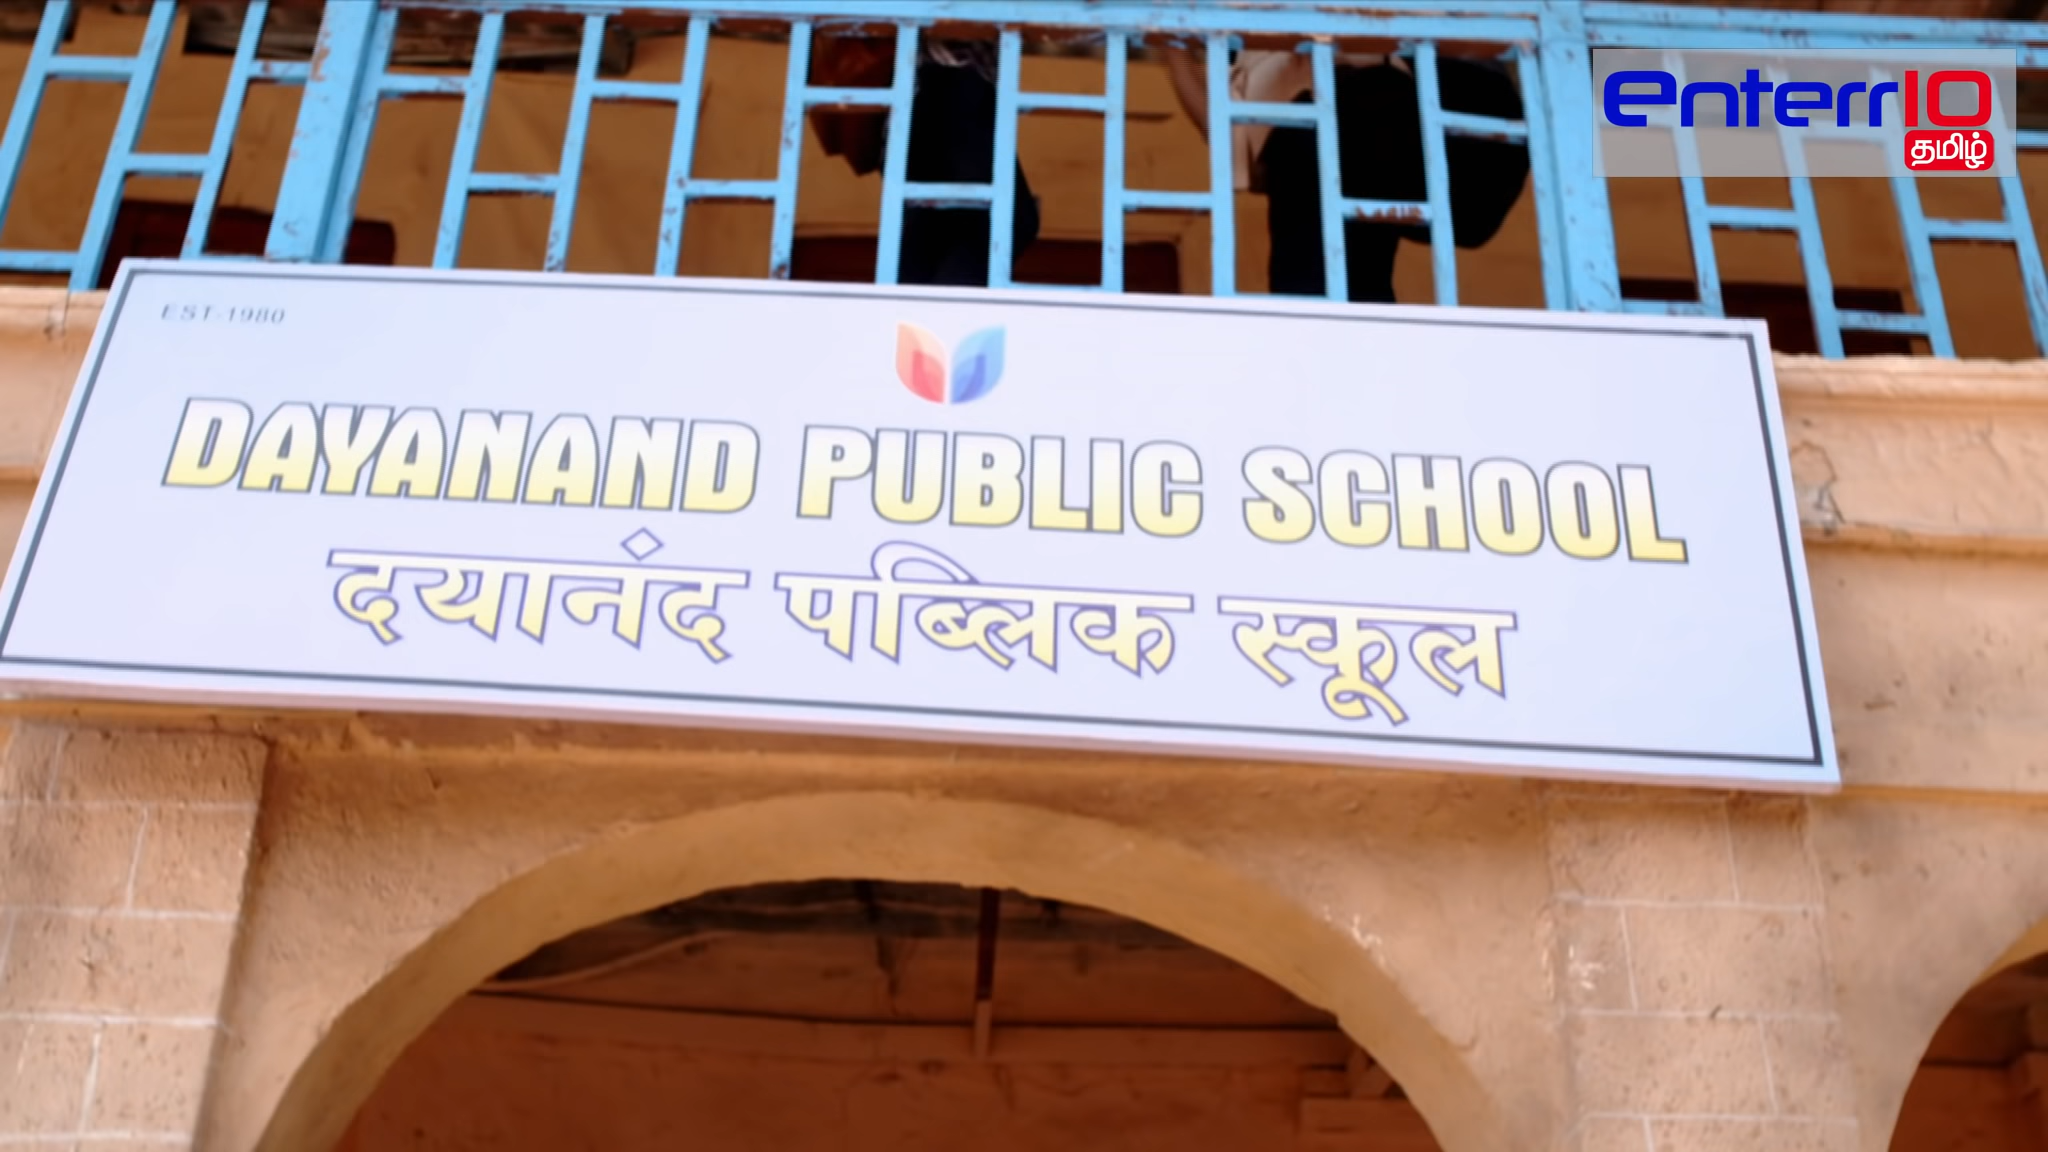 enterr10
தமிழ்
EST-1980
DAYANAND PUBLIC SCHOOL
दयानंद पब्लिक स्कूल